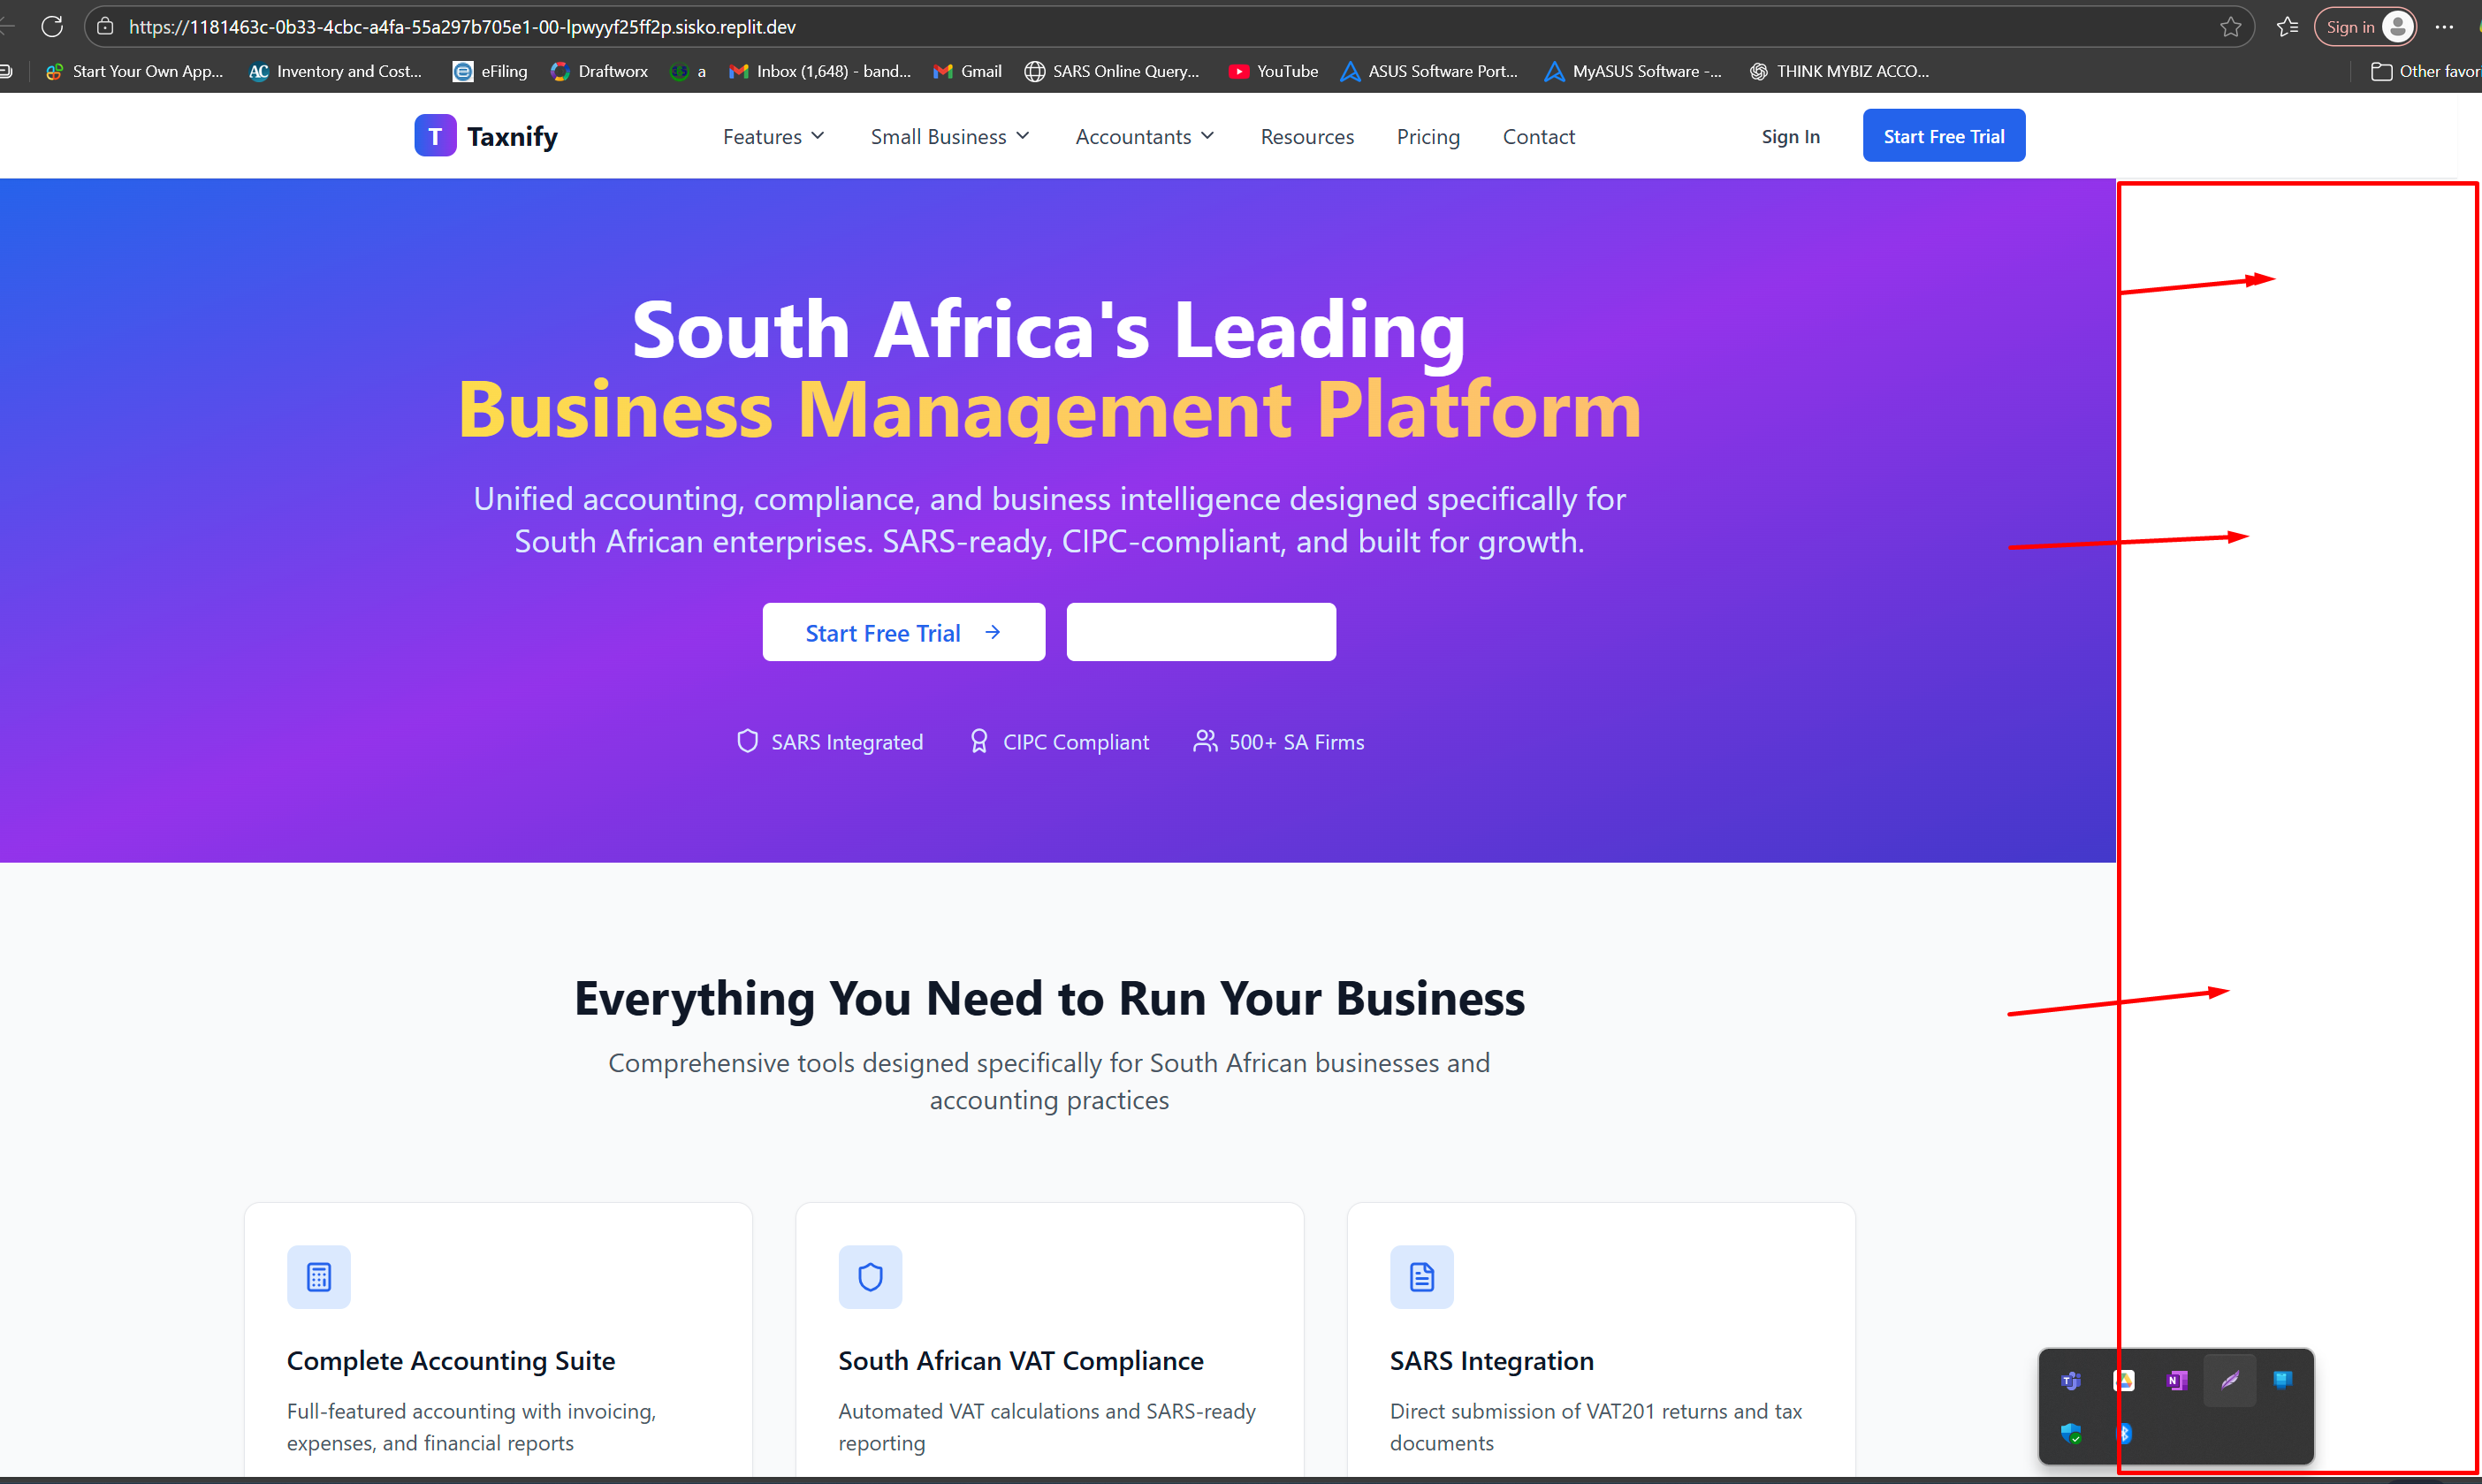 https://1181463c-0b33-4cbc-a4fa-55a297b705e1-00-lpwyyf25ff2p.sisko.replit.dev
Sign in
Start Your Own App...
AC Inventory and Cost...
eFiling
Draftworx
a
Inbox (1,648) - band...
Gmail
SARS Online Query...
YouTube
ASUS Software Port...
MyASUS Software -...
THINK MYBIZ ACCO...
Other favori
T Taxnify
Features
Small Business
Accountants
Resources
Pricing
Contact
Sign In
Start Free Trial
South Africa's Leading
Business Management Platform
Unified accounting, compliance, and business intelligence designed specifically for
South African enterprises. SARS-ready, CIPC-compliant, and built for growth.
Start Free Trial
SARS Integrated
CIPC Compliant
500+ SA Firms
Everything You Need to Run Your Business
Comprehensive tools designed specifically for South African businesses and
accounting practices
Complete Accounting Suite
Full-featured accounting with invoicing,
expenses, and financial reports
South African VAT Compliance
Automated VAT calculations and SARS-ready
reporting
SARS Integration
Direct submission of VAT201 returns and tax
documents